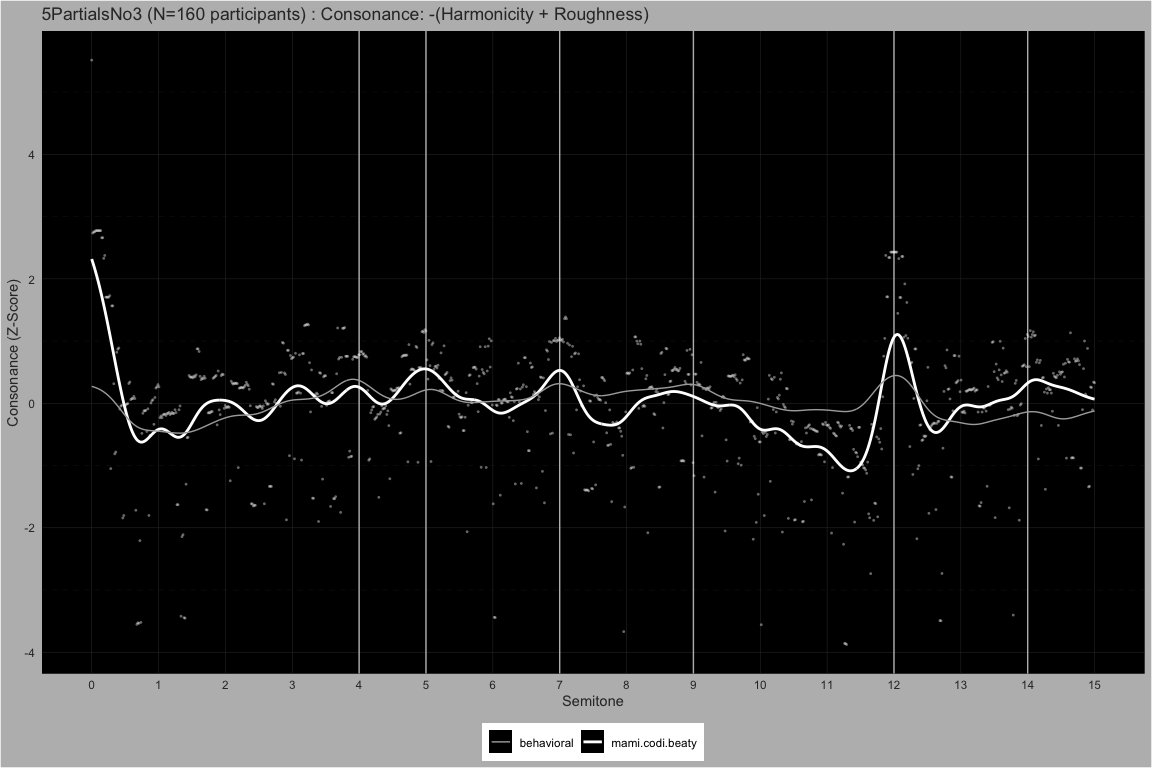 5PartialsNo3 (N=160 participants) : Consonance: -(Harmonicity + Roughness)
Consonance (Z-Score)
4
2
0
-2
-4
0 1 2 3 4 5 6 7 8 9 10 11 12 13 14 15
Semitone
behavioral mami.codi.beaty